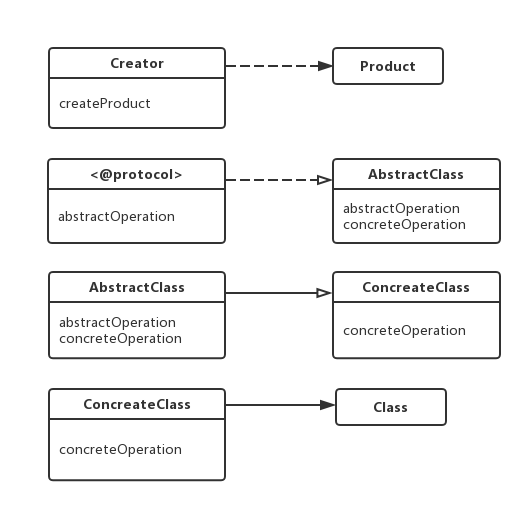 Creator
createProduct
Product
<@protocol>
abstractOperation
AbstractClass
abstractOperation
concreteOperation
AbstractClass
abstractOperation
concreteOperation
ConcreateClass
concreteOperation
ConcreateClass
concreteOperation
Class